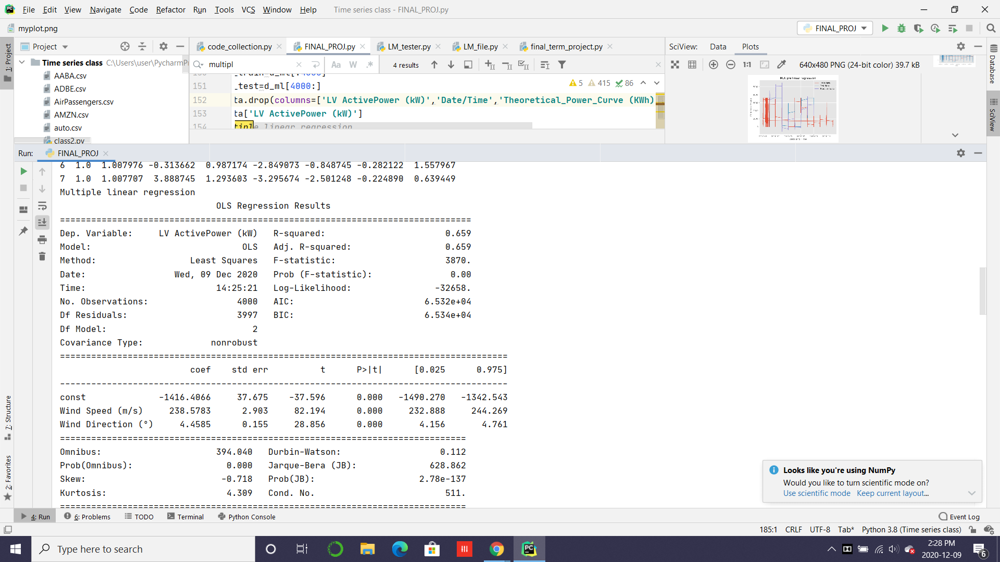 File Edit View Navigate Code Refactor Run Tools VCS Window Help Time series class - FINAL_PROJ.py
myplot.png FINAL_PROJ
1: Project Project code_collection.py FINAL_PROJ.py LM_tester.py LM_file.py final_term_project.py SciView: Data Plots
Time series class C:\Users\user\PycharmPr
multipl Aa W .* 4 results 1:1 640x480 PNG (24-bit color) 39.7 kB
AABA.csv
ADBE.csv
AirPassengers.csv
AMZN.csv
auto.csv
class2.py
151 _test=d_ml[4000:] 5 415 86
152 ta.drop(columns=['LV ActivePower (kW)','Date/Time','Theoretical_Power_Curve (KWh)
153 ta['LV ActivePower (kW)']
154 tiple linear regression
Multiple linear regression
Database
SciView
Run: FINAL_PROJ
6 1.0 1.007976 -0.313662 0.987174 -2.849073 -0.848745 -0.282122 1.557967
7 1.0 1.007707 3.888745 1.293603 -3.295674 -2.501248 -0.224890 0.639449
Multiple linear regression
OLS Regression Results
==============================================================================
Dep. Variable: LV ActivePower (kW) R-squared: 0.659
Model: OLS Adj. R-squared: 0.659
Method: Least Squares F-statistic: 3870.
Date: Wed, 09 Dec 2020 Prob (F-statistic): 0.00
Time: 14:25:21 Log-Likelihood: -32658.
No. Observations: 4000 AIC: 6.532e+04
Df Residuals: 3997 BIC: 6.534e+04
Df Model: 2
Covariance Type: nonrobust
======================================================================================
coef std err t P>|t| [0.025 0.975]
--------------------------------------------------------------------------------------
const -1416.4066 37.675 -37.596 0.000 -1490.270 -1342.543
Wind Speed (m/s) 238.5783 2.903 82.194 0.000 232.888 244.269
Wind Direction (°) 4.4585 0.155 28.856 0.000 4.156 4.761
==============================================================================
Omnibus: 394.040 Durbin-Watson: 0.112
Prob(Omnibus): 0.000 Jarque-Bera (JB): 628.862
Skew: -0.718 Prob(JB): 2.78e-137
Kurtosis: 4.309 Cond. No. 511.
==============================================================================
7: Structure
2: Favorites
Looks like you're using NumPy
Would you like to turn scientific mode on?
Use scientific mode Keep current layout...
4: Run 6: Problems TODO Terminal Python Console Event Log
185:1 CRLF UTF-8 Tab* Python 3.8 (Time series class)
Type here to search
2:28 PM
2020-12-09
6